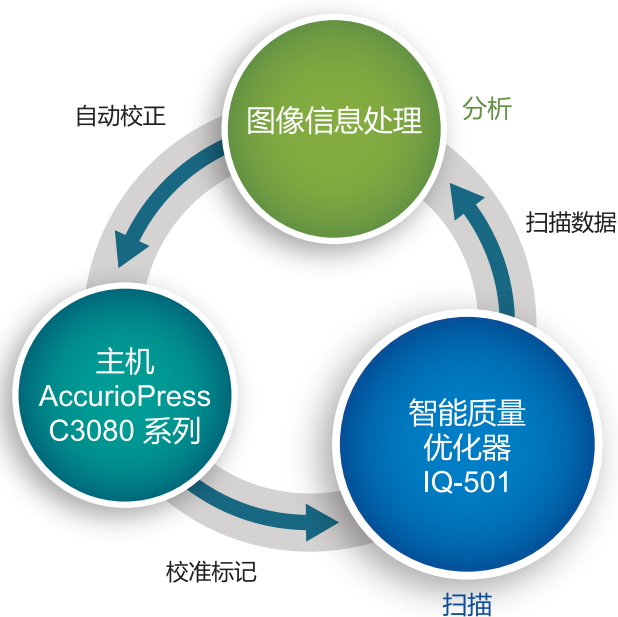 自动校正
图像信息处理
分析
扫描数据
主机
AccurioPress
C3080 系列
智能质量
优化器
IQ-501
校准标记
扫描